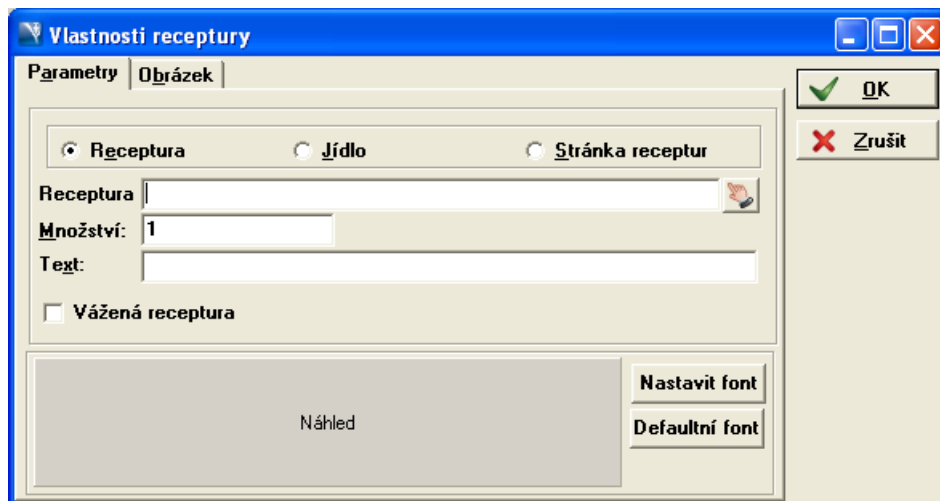 Vlastnosti receptury
Parametry Obrázek
OK
Zrušit
Receptura Jídlo Stránka receptur
Receptura
Množství: 1
Text:
Vážená receptura
Náhled
Nastavit font
Defaultní font